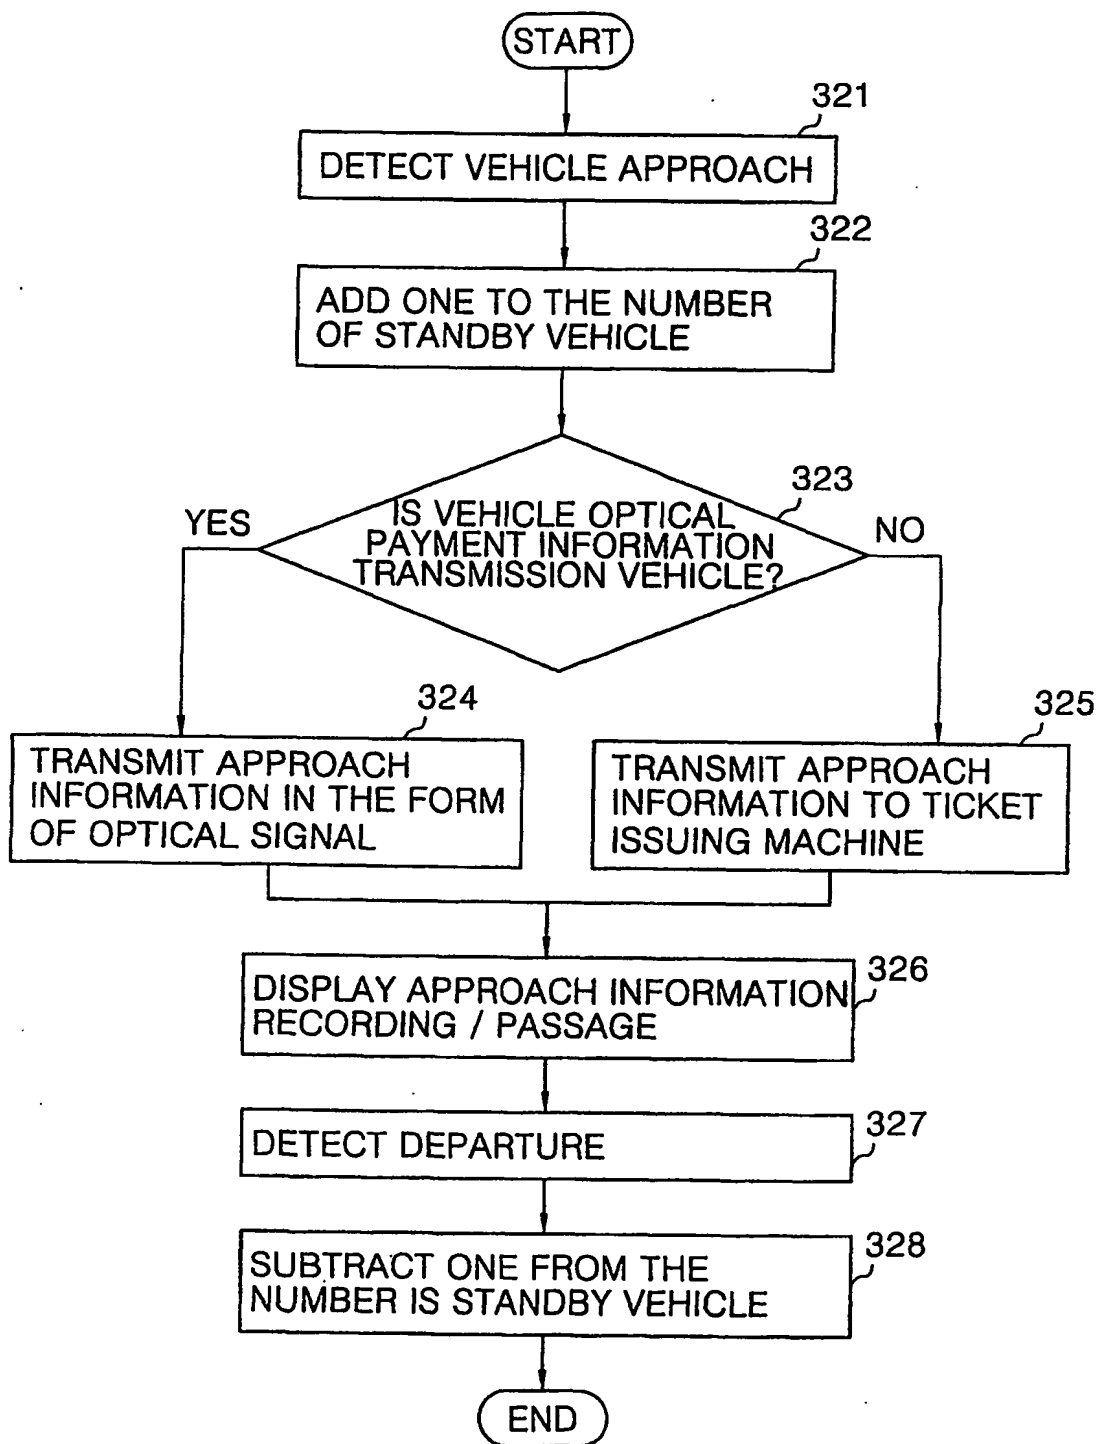 START
321
DETECT VEHICLE APPROACH
322
ADD ONE TO THE NUMBER
OF STANDBY VEHICLE
323
YES
IS VEHICLE OPTICAL
PAYMENT INFORMATION
TRANSMISSION VEHICLE?
NO
324
TRANSMIT APPROACH
INFORMATION IN THE FORM
OF OPTICAL SIGNAL
325
TRANSMIT APPROACH
INFORMATION TO TICKET
ISSUING MACHINE
326
DISPLAY APPROACH INFORMATION
RECORDING / PASSAGE
327
DETECT DEPARTURE
328
SUBTRACT ONE FROM THE
NUMBER IS STANDBY VEHICLE
END